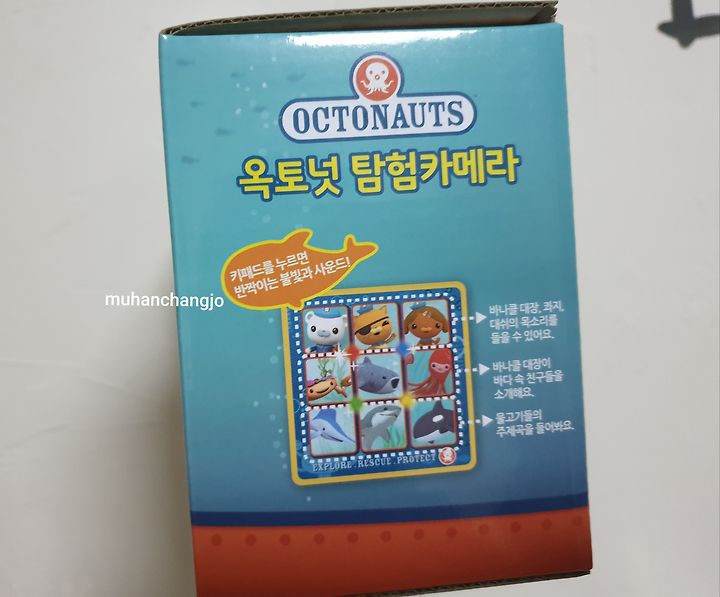 OCTONAUTS
옥토넛 탐험카메라
키패드를 누르면
반짝이는 불빛과 사운드!
muhanchangjo
바나클 대장, 콰지,
대쉬의 목소리를
들을 수 있어요.
바나클 대장이
바다 속 친구들을
소개해요.
물고기들의
주제곡을 들어봐요.
EXPLORE . RESCUE . PROTECT